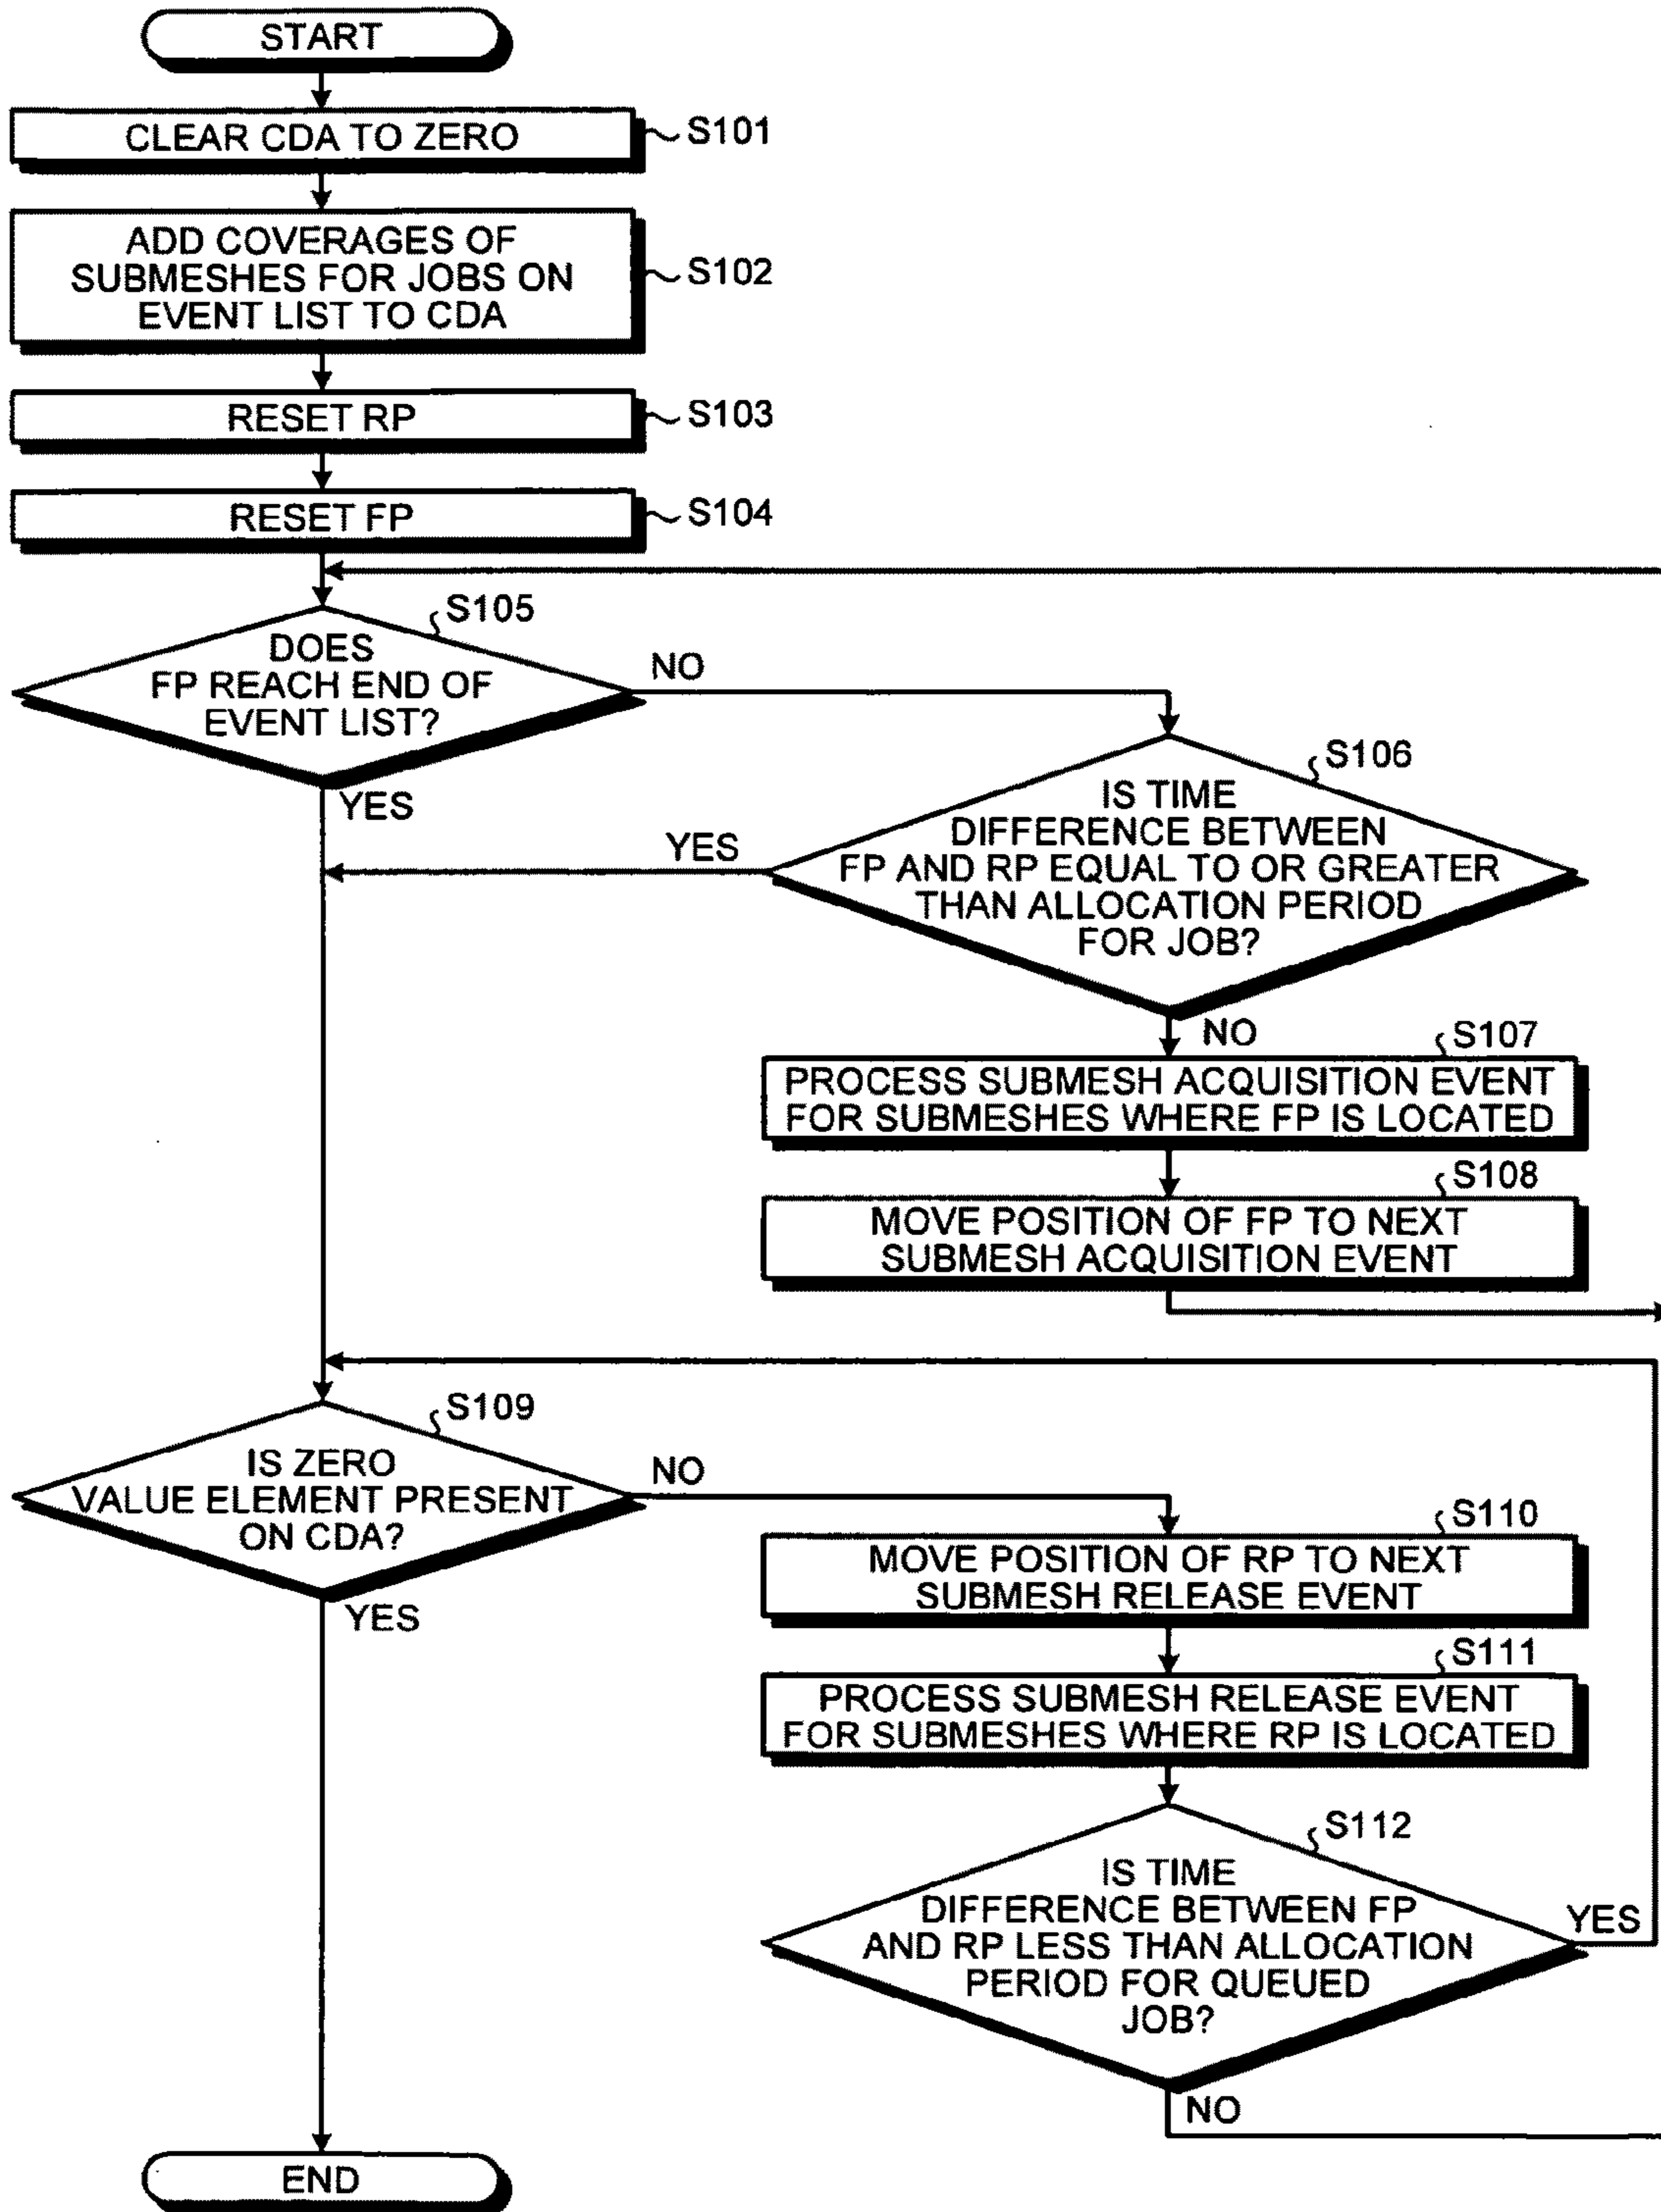 START
CLEAR CDA TO ZERO
S101
ADD COVERAGES OF
SUBMESHES FOR JOBS ON
EVENT LIST TO CDA
S102
RESET RP
S103
RESET FP
S104
S105
DOES
FP REACH END OF
EVENT LIST?
NO
YES
S106
IS TIME
DIFFERENCE BETWEEN
FP AND RP EQUAL TO OR GREATER
THAN ALLOCATION PERIOD
FOR JOB?
YES
NO
S107
PROCESS SUBMESH ACQUISITION EVENT
FOR SUBMESHES WHERE FP IS LOCATED
S108
MOVE POSITION OF FP TO NEXT
SUBMESH ACQUISITION EVENT
S109
IS ZERO
VALUE ELEMENT PRESENT
ON CDA?
NO
YES
S110
MOVE POSITION OF RP TO NEXT
SUBMESH RELEASE EVENT
S111
PROCESS SUBMESH RELEASE EVENT
FOR SUBMESHES WHERE RP IS LOCATED
S112
IS TIME
DIFFERENCE BETWEEN FP
AND RP LESS THAN ALLOCATION
PERIOD FOR QUEUED
JOB?
YES
NO
END